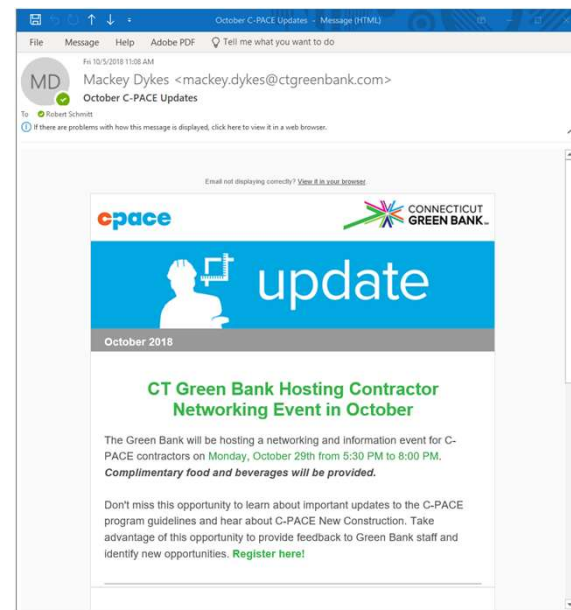 October C-PACE Updates - Message (HTML)
File Message Help Adobe PDF Tell me what you want to do
Fri 10/5/2018 11:08 AM
MD
Mackey Dykes <mackey.dykes@ctgreenbank.com>
October C-PACE Updates
To Robert Schmitt
If there are problems with how this message is displayed, click here to view it in a web browser.
Email not displaying correctly? View it in your browser.
cpace
CONNECTICUT
GREEN BANK
update
October 2018
CT Green Bank Hosting Contractor
Networking Event in October
The Green Bank will be hosting a networking and information event for C-
PACE contractors on Monday, October 29th from 5:30 PM to 8:00 PM.
Complimentary food and beverages will be provided.
Don't miss this opportunity to learn about important updates to the C-PACE
program guidelines and hear about C-PACE New Construction. Take
advantage of this opportunity to provide feedback to Green Bank staff and
identify new opportunities. Register here!